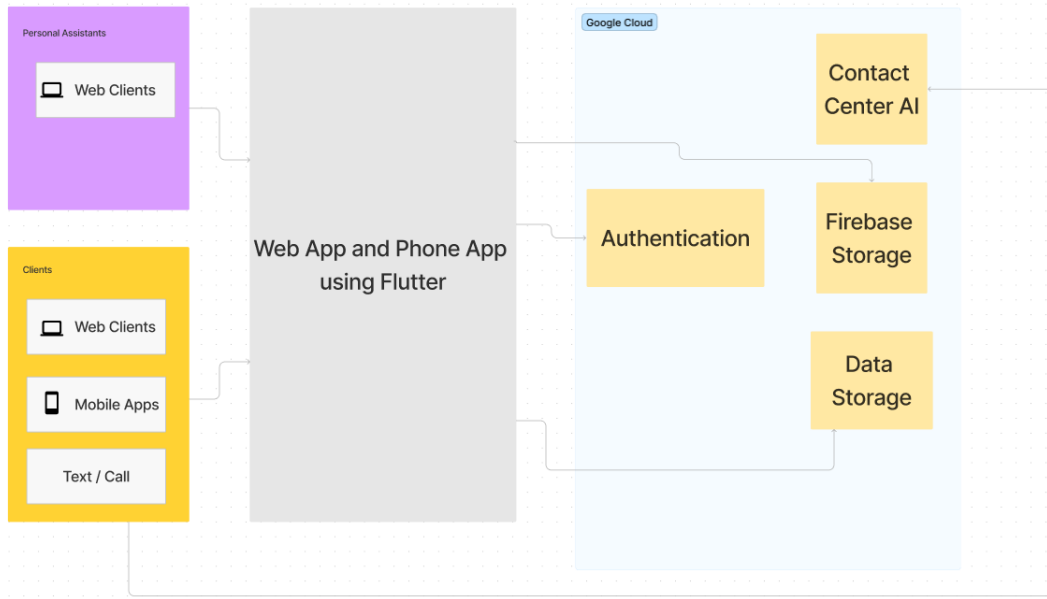 Personal Assistants
Web Clients
Clients
Web Clients
Mobile Apps
Text / Call
Web App and Phone App
using Flutter
Google Cloud
Contact
Center AI
Authentication
Firebase
Storage
Data
Storage